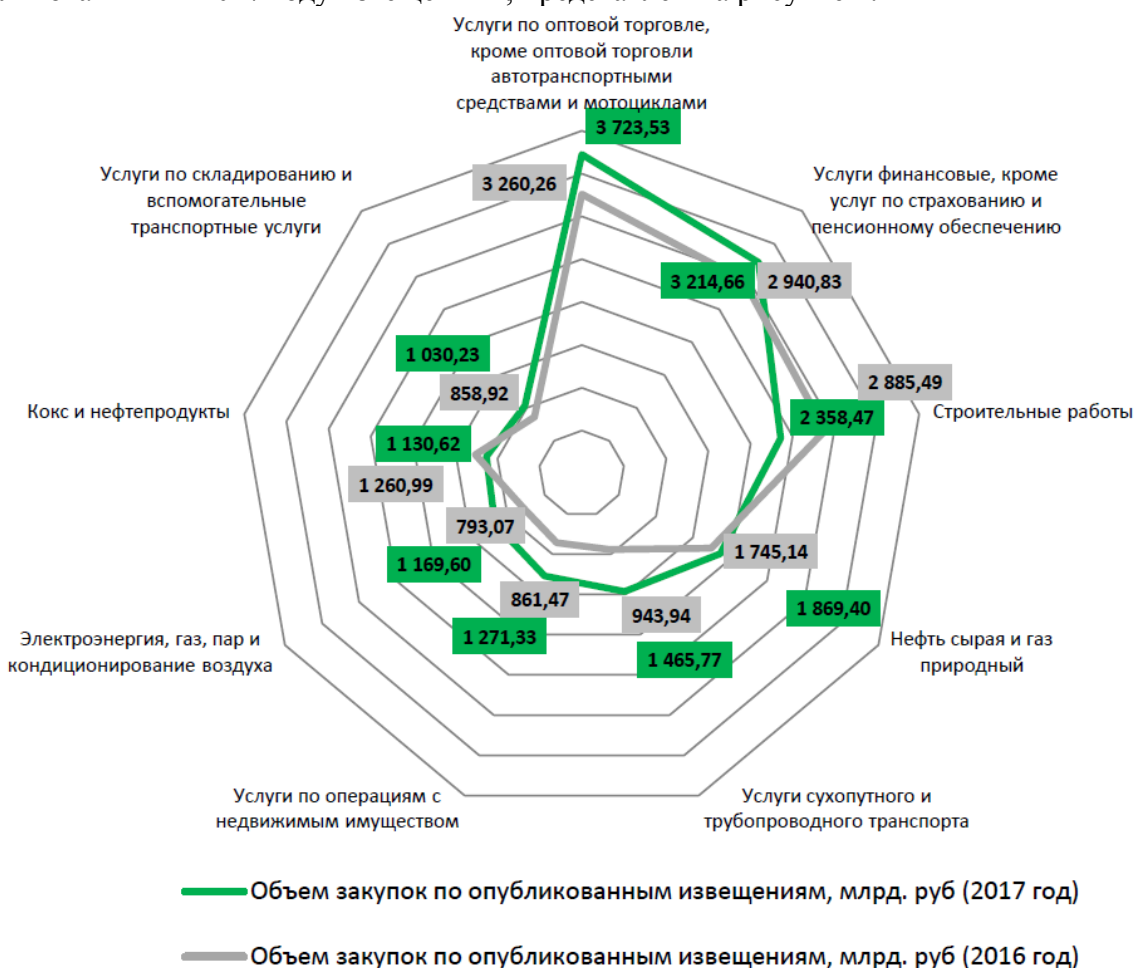 Услуги по оптовой торговле,
кроме оптовой торговли
автотранспортными
средствами и мотоциклами
3 723,53
3 260,26
Услуги по складированию и
вспомогательные
транспортные услуги
Услуги финансовые, кроме
услуг по страхованию и
пенсионному обеспечению
3 214,66
2 940,83
1 030,23
858,92
2 885,49
2 358,47
Кокс и нефтепродукты
Строительные работы
1 130,62
1 260,99
793,07
1 169,60
1 745,14
1 869,40
861,47
943,94
1 271,33
1 465,77
Электроэнергия, газ, пар и
кондиционирование воздуха
Нефть сырая и газ
природный
Услуги по операциям с
недвижимым имуществом
Услуги сухопутного и
трубопроводного транспорта
Объем закупок по опубликованным извещениям, млрд. руб (2017 год)
Объем закупок по опубликованным извещениям, млрд. руб (2016 год)